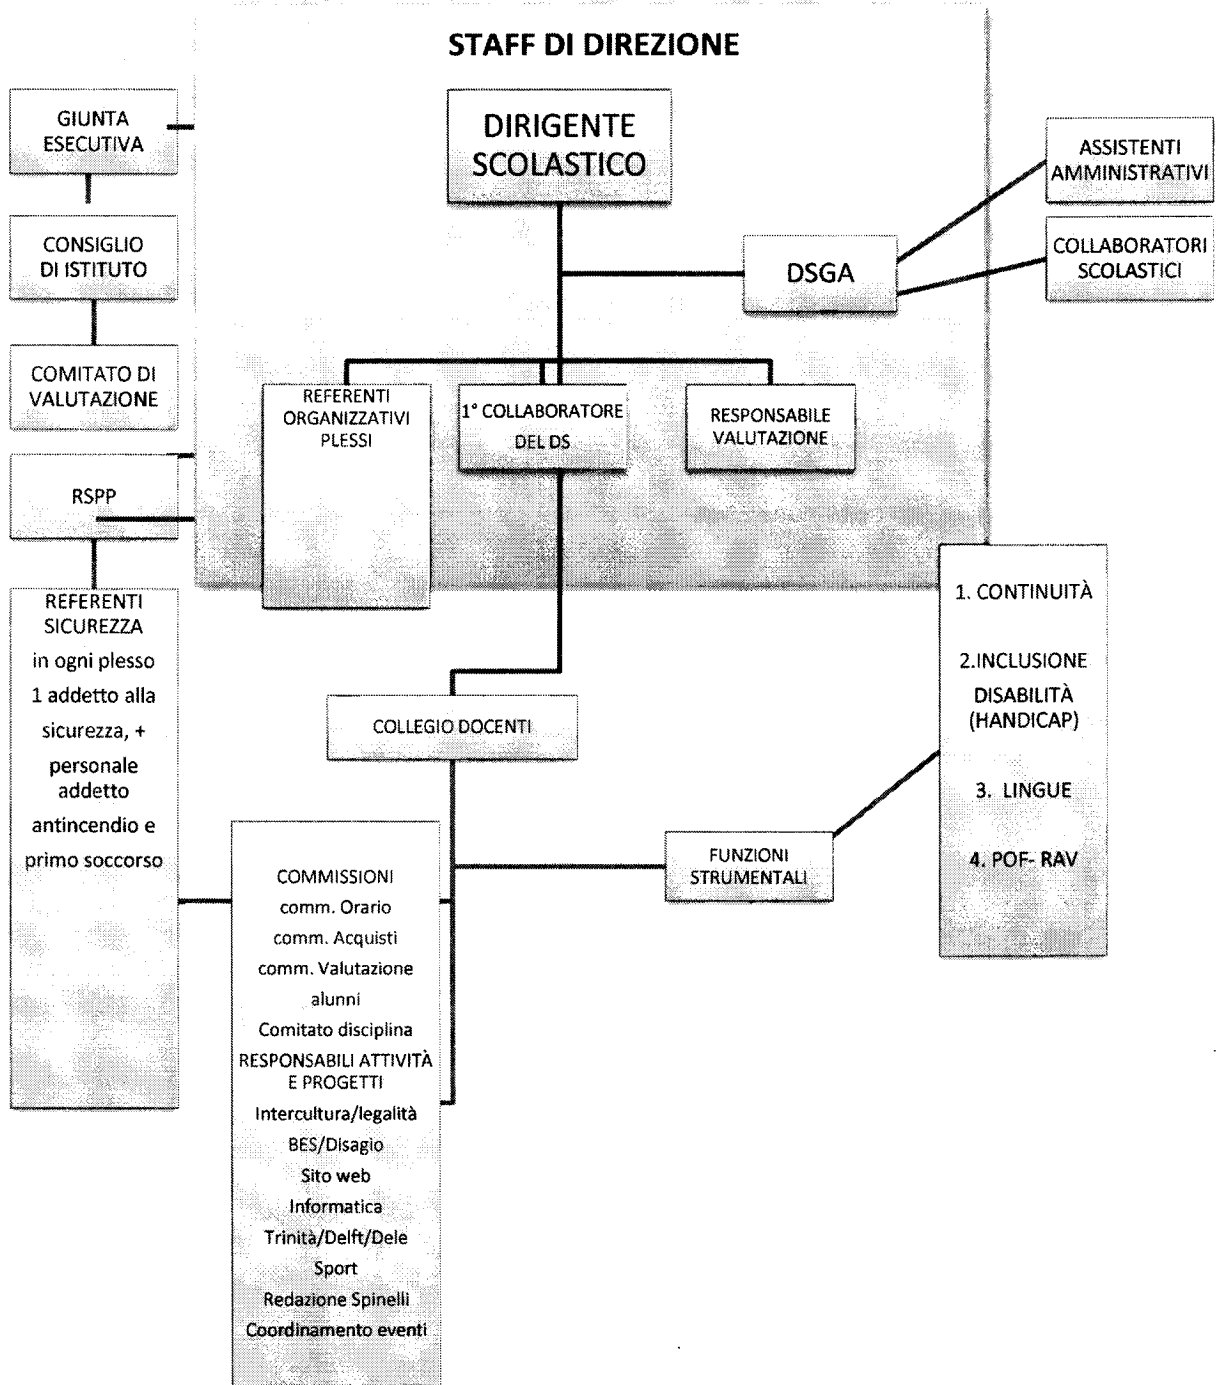 STAFF DI DIREZIONE
GIUNTA
ESECUTIVA
DIRIGENTE
SCOLASTICO
ASSISTENTI
AMMINISTRATIVI
CONSIGLIO
DI ISTITUTO
DSGA
COLLABORATORI
SCOLASTICI
COMITATO DI
VALUTAZIONE
REFERENTI
ORGANIZZATIVI
PLESSI
1° COLLABORATORE
DEL DS
RESPONSABILE
VALUTAZIONE
RSPP
REFERENTI
SICUREZZA
in ogni plesso
1 addetto alla
sicurezza, +
personale
addetto
antincendio e
primo soccorso
1. CONTINUITÀ
2.INCLUSIONE
DISABILITÀ
(HANDICAP)
3. LINGUE
4. POF- RAV
COLLEGIO DOCENTI
FUNZIONI
STRUMENTALI
COMMISSIONI
comm. Orario
comm. Acquisti
comm. Valutazione
alunni
Comitato disciplina
RESPONSABILI ATTIVITÀ
E PROGETTI
Intercultura/legalità
BES/Disagio
Sito web
Informatica
Trinità/Delft/Dele
Sport
Redazione Spinelli
Coordinamento eventi